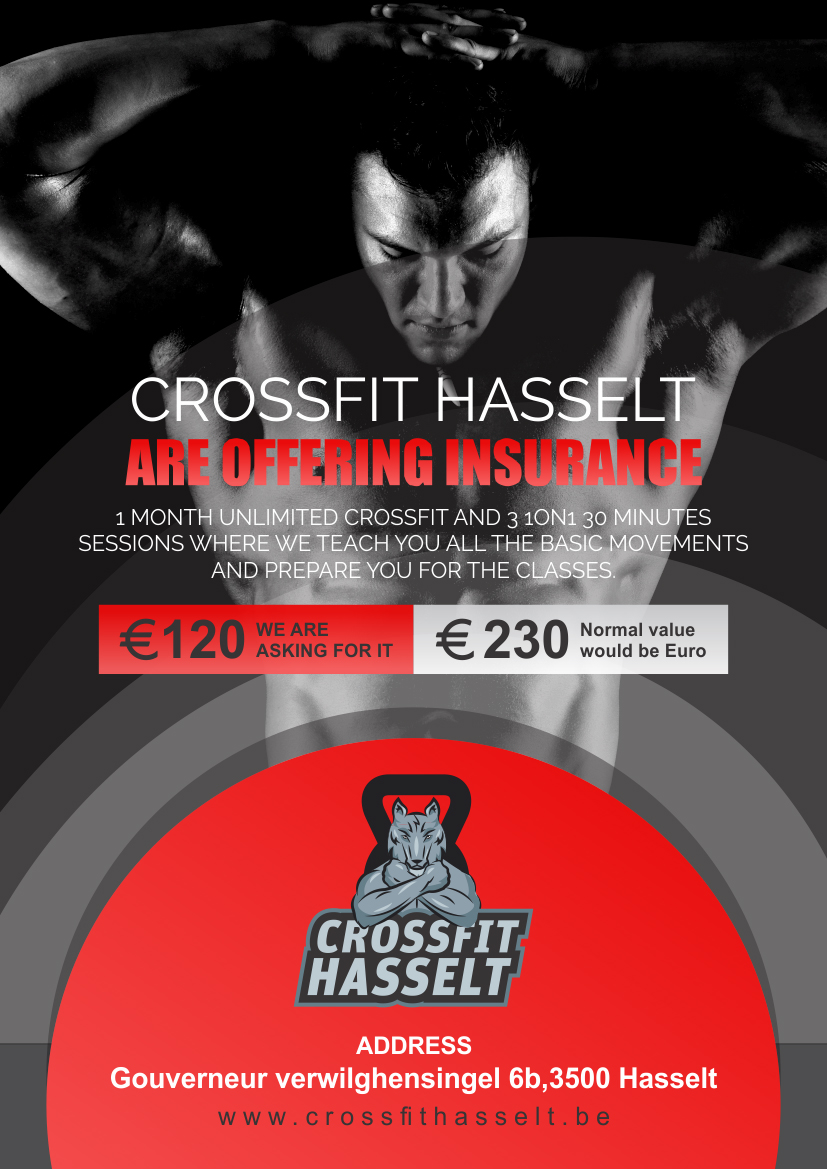 CROSSFIT HASSELT
ARE OFFERING INSURANCE
1 MONTH UNLIMITED CROSSFIT AND 3 1ON1 30 MINUTES
SESSIONS WHERE WE TEACH YOU ALL THE BASIC MOVEMENTS
AND PREPARE YOU FOR THE CLASSES.
€120 WE ARE
ASKING FOR IT
€ 230 Normal value
would be Euro
CROSSFIT
HASSELT
ADDRESS
Gouverneur verwilghensingel 6b,3500 Hasselt
www.crossfithasselt.be